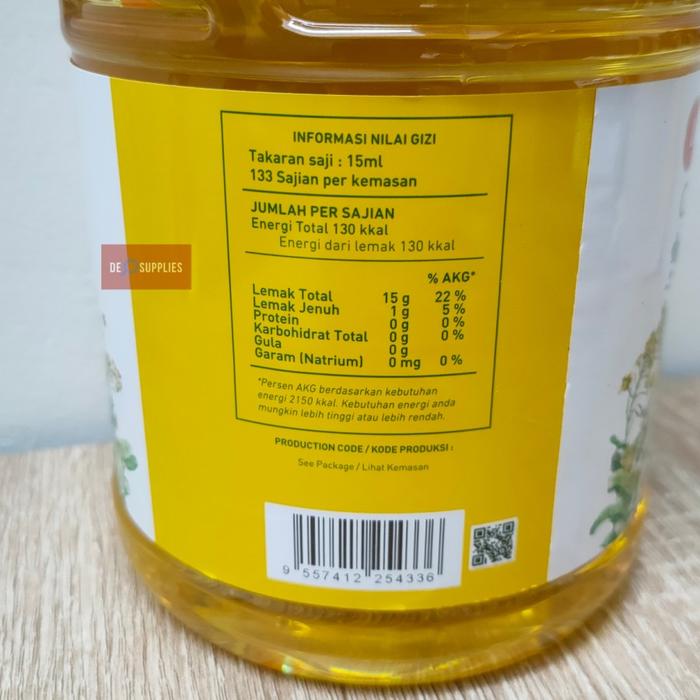 INFORMASI NILAI GIZI
Takaran saji : 15ml
133 Sajian per kemasan
JUMLAH PER SAJIAN
Energi Total 130 kkal
Energi dari lemak 130 kkal
% AKG*
Lemak Total 15 g 22 %
Lemak Jenuh 1 g 5 %
Protein 0 g 0 %
Karbohidrat Total 0 g 0 %
Gula 0 g
Garam (Natrium) 0 mg 0 %
*Persen AKG berdasarkan kebutuhan
energi 2150 kkal. Kebutuhan energi anda
mungkin lebih tinggi atau lebih rendah.
PRODUCTION CODE / KODE PRODUKSI :
See Package / Lihat Kemasan
9 557412 254336
DE SUPPLIES